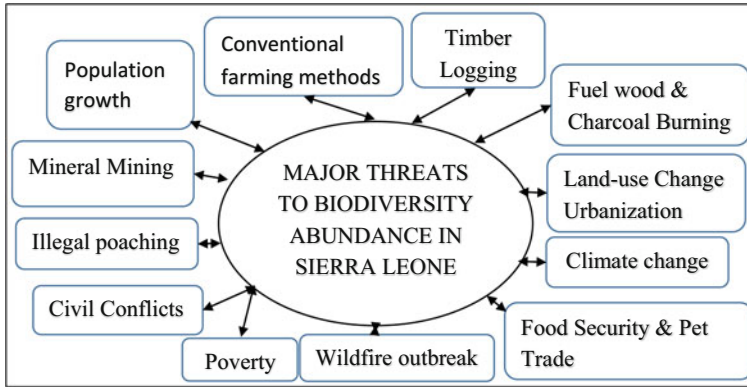 Population
growth
Conventional
farming methods
Timber
Logging
Fuel wood &
Charcoal Burning
Mineral Mining
Land-use Change
Urbanization
Illegal poaching
Climate change
Civil Conflicts
Poverty
Wildfire outbreak
Food Security & Pet
Trade
MAJOR THREATS
TO BIODIVERSITY
ABUNDANCE IN
SIERRA LEONE